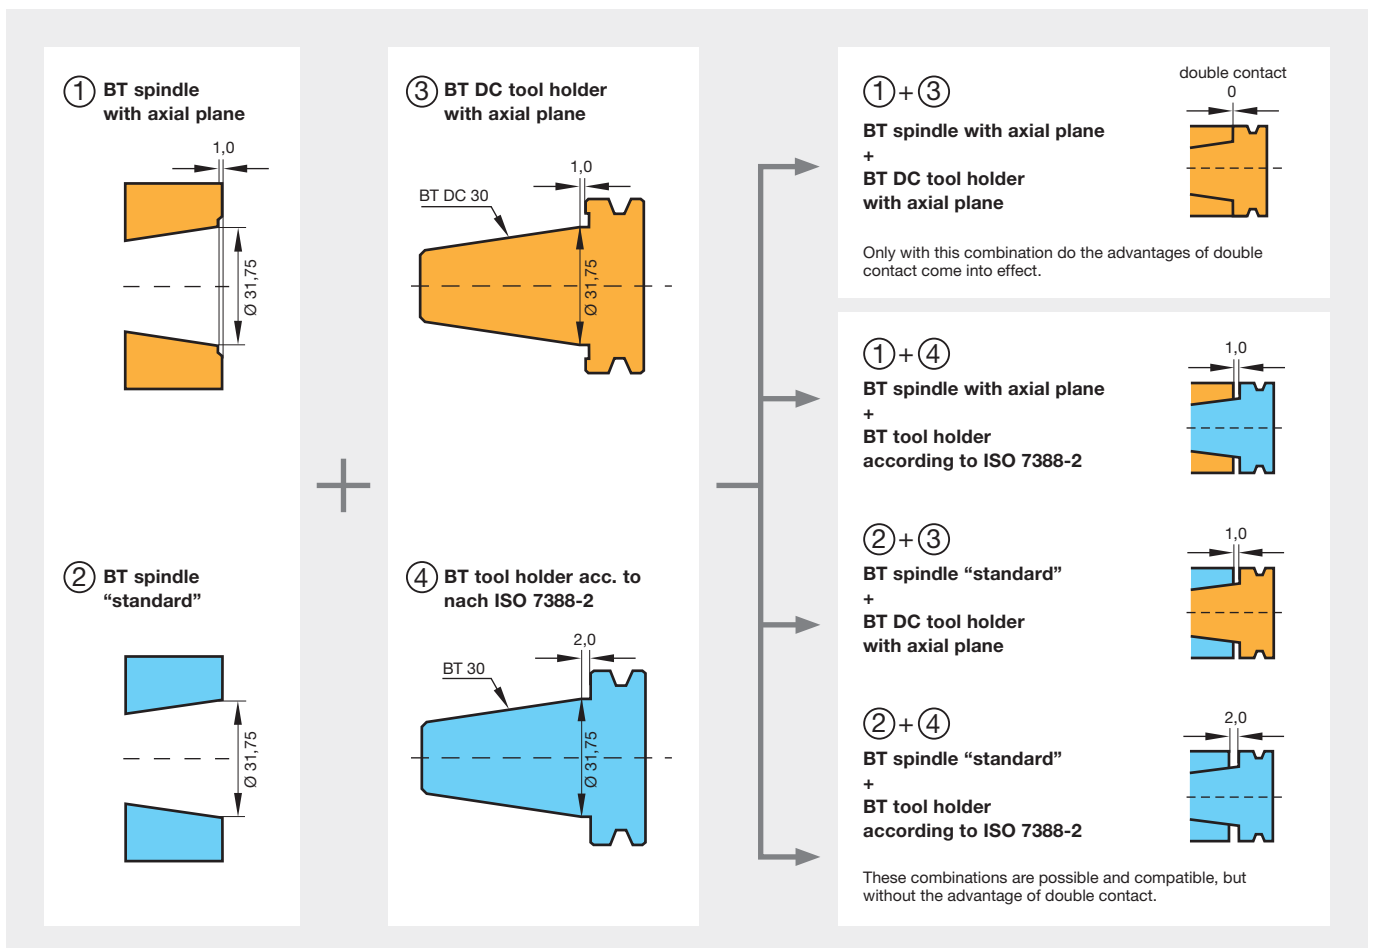 1 BT spindle
with axial plane
1,0
Ø 31,75
2 BT spindle
“standard”
Ø 31,75
3 BT DC tool holder
with axial plane
1,0
BT DC 30
Ø 31,75
4 BT tool holder acc. to
nach ISO 7388-2
2,0
BT 30
Ø 31,75
1 + 3
BT spindle with axial plane
+
BT DC tool holder
with axial plane
double contact
0
Only with this combination do the advantages of double
contact come into effect.
1 + 4
BT spindle with axial plane
+
BT tool holder
according to ISO 7388-2
1,0
2 + 3
BT spindle “standard”
+
BT DC tool holder
with axial plane
1,0
2 + 4
BT spindle “standard”
+
BT tool holder
according to ISO 7388-2
2,0
These combinations are possible and compatible, but
without the advantage of double contact.